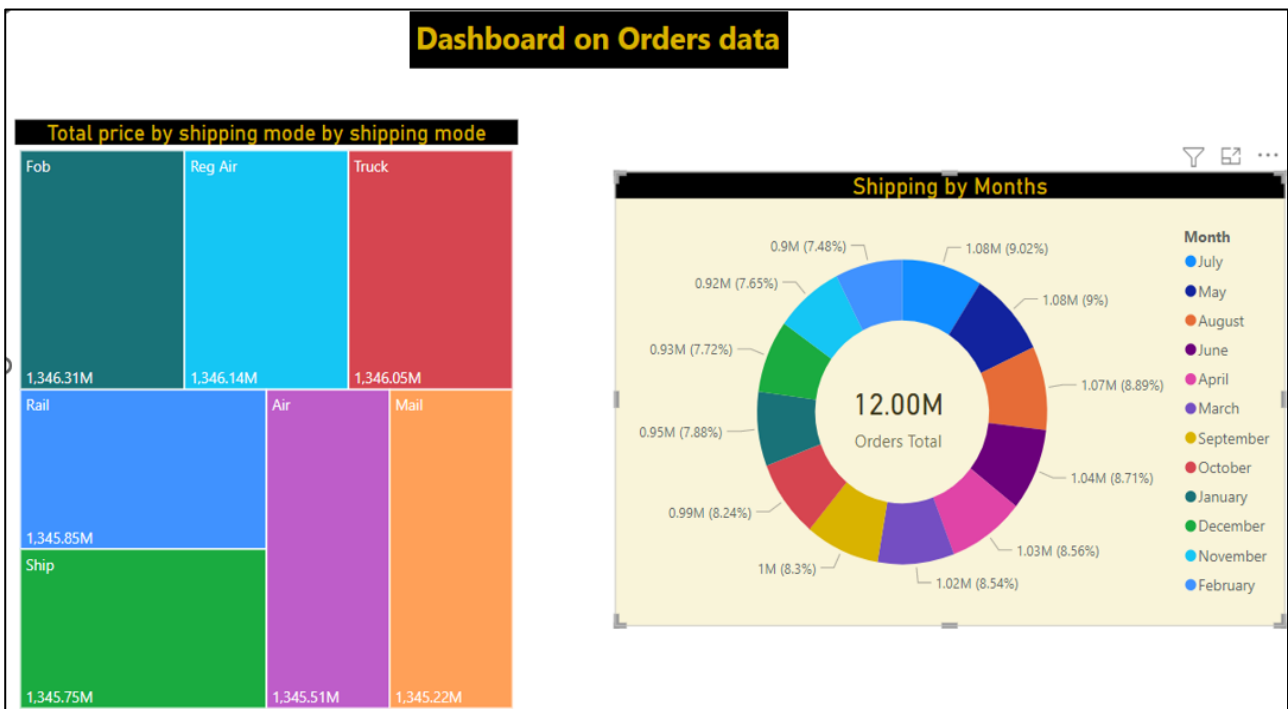 Dashboard on Orders data
Total price by shipping mode by shipping mode
Fob
1,346.31M
Reg Air
1,346.14M
Truck
1,346.05M
Rail
1,345.85M
Ship
1,345.75M
Air
1,345.51M
Mail
1,345.22M
Shipping by Months
1.08M (9.02%)
1.08M (9%)
1.07M (8.89%)
1.04M (8.71%)
1.03M (8.56%)
1.02M (8.54%)
1M (8.3%)
0.99M (8.24%)
0.95M (7.88%)
0.93M (7.72%)
0.92M (7.65%)
0.9M (7.48%)
12.00M
Orders Total
Month
July
May
August
June
April
March
September
October
January
December
November
February